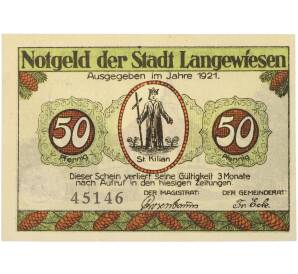 Notgeld der Stadt Langewiesen
Ausgegeben im Jahre 1921.
50 50
Pfennig Pfennig
St. Kilian
Dieser Schein verliert seine Gültigkeit 3 Monate
nach Aufruf in den hiesigen Zeitungen.
45146 DER MAGISTRAT: DER GEMEINDERAT: